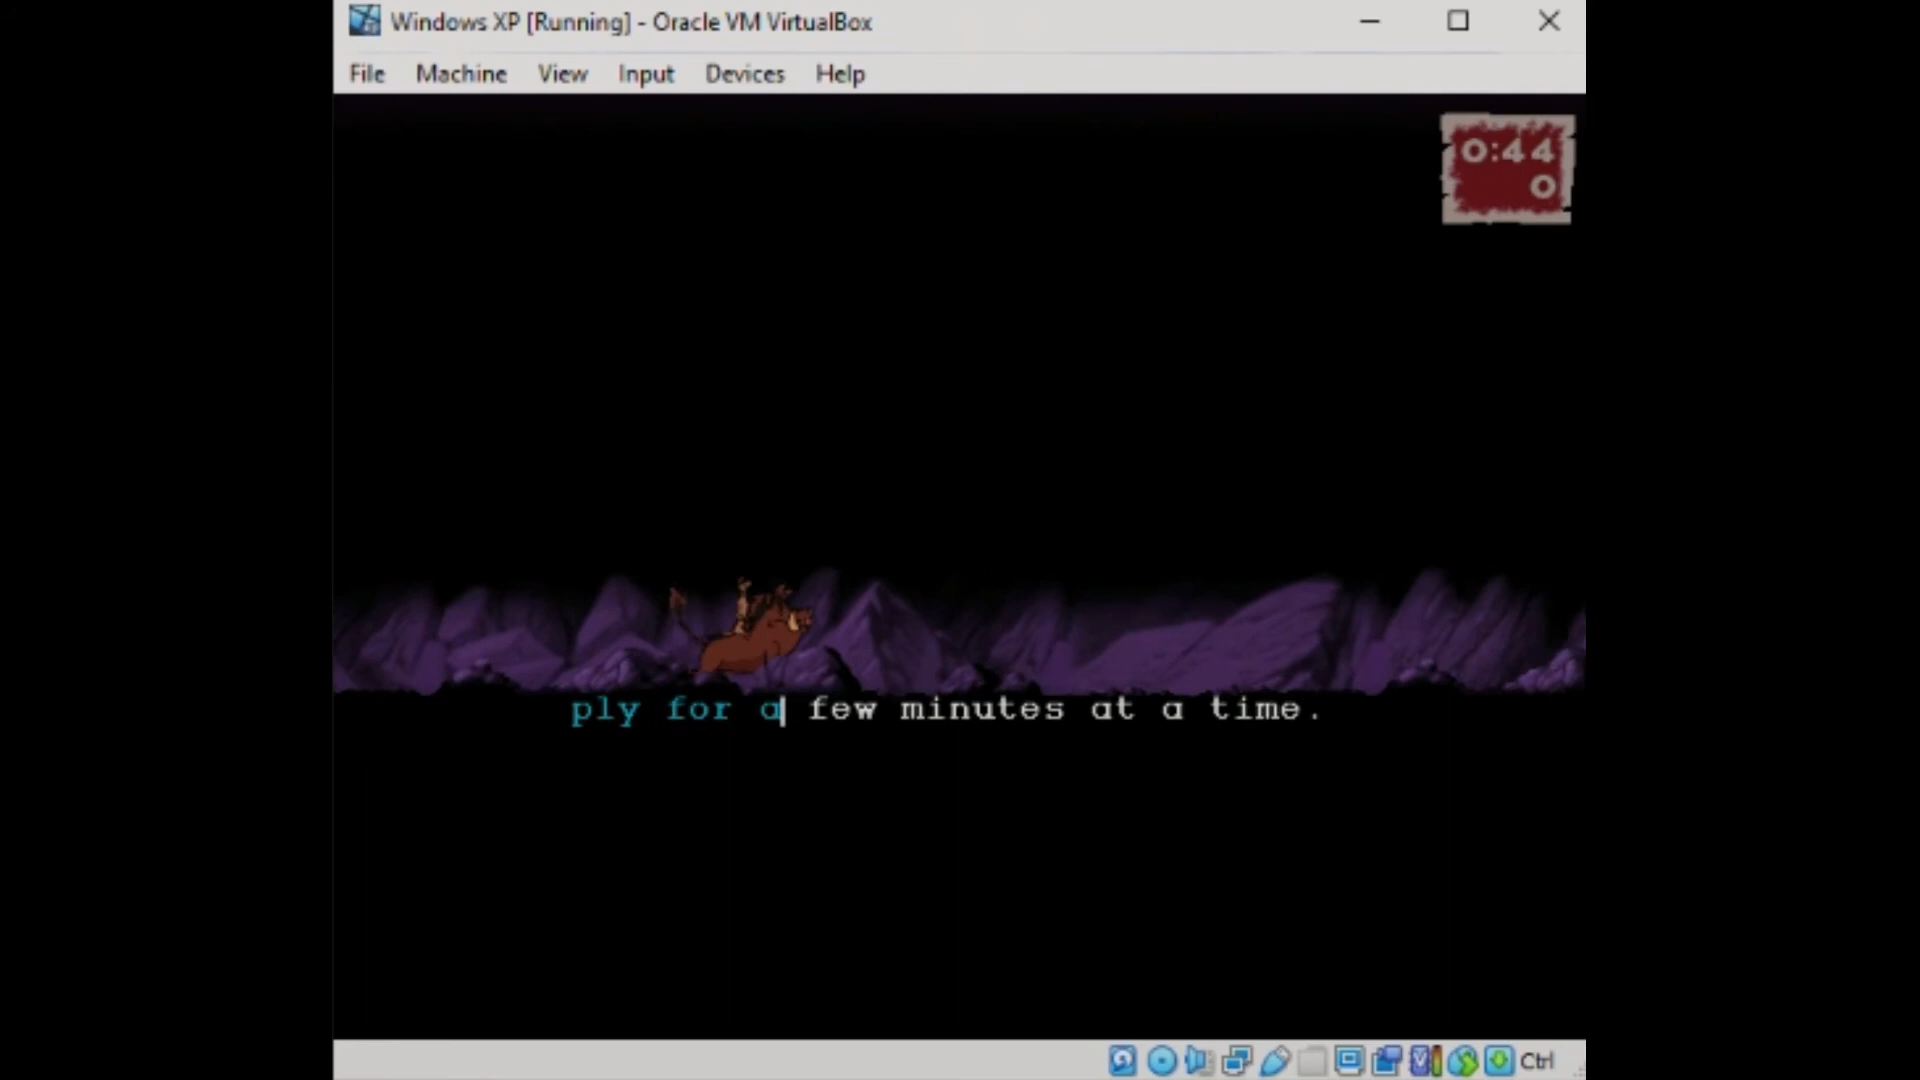 Windows XP [Running] - Oracle VM VirtualBox
File Machine View Input Devices Help
0:44
0
ply for a few minutes at a time.
Ctrl